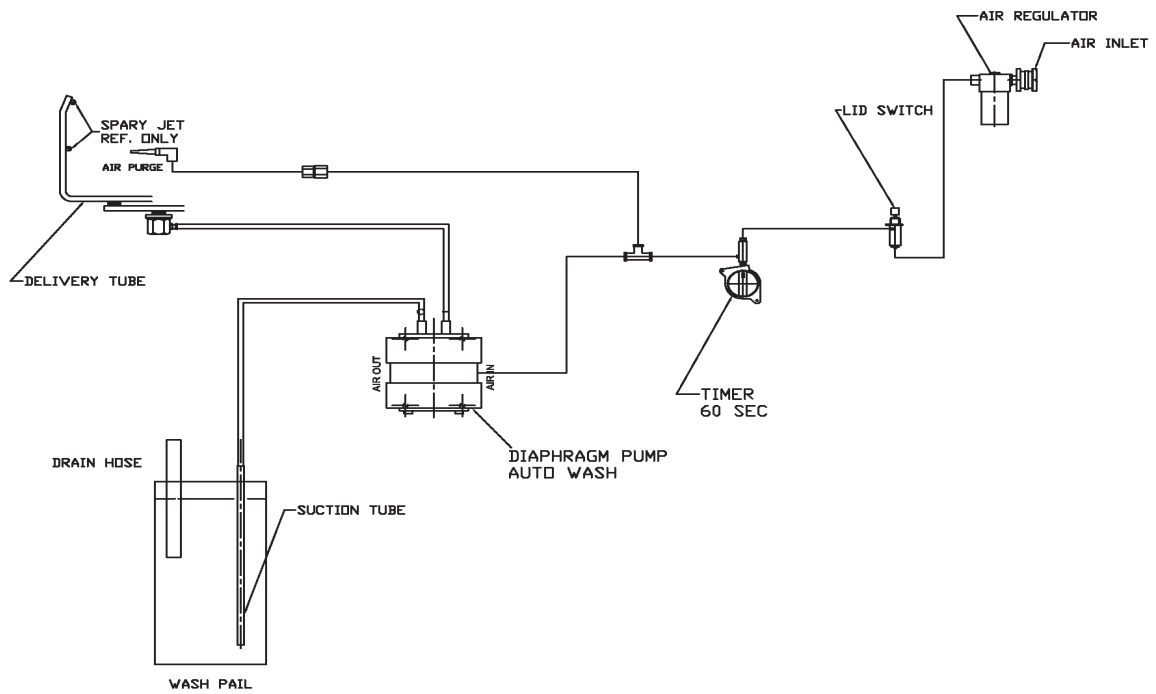 AIR REGULATOR
AIR INLET
LID SWITCH
SPARY JET
REF. ONLY
AIR PURGE
DELIVERY TUBE
AIR OUT
AIR IN
TIMER
60 SEC
DIAPHRAGM PUMP
AUTO WASH
DRAIN HOSE
SUCTION TUBE
WASH PAIL